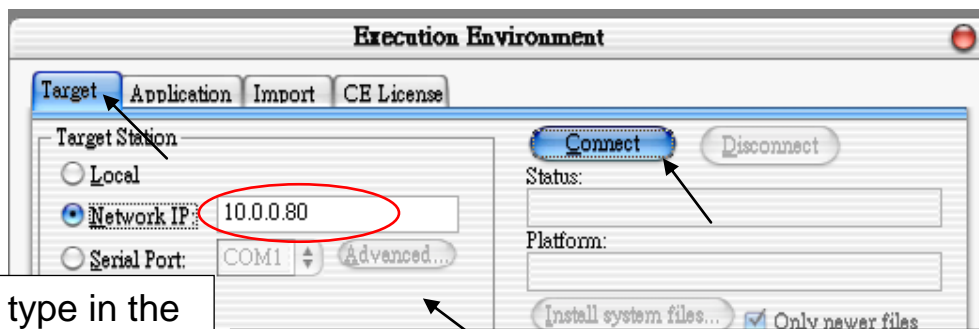 Execution Environment
Target Application Import CE License
Target Station
Local
Network IP: 10.0.0.80
Serial Port: COM1 Advanced...
Connect Disconnect
Status:
Platform:
Install system files... Only newer files
type in the